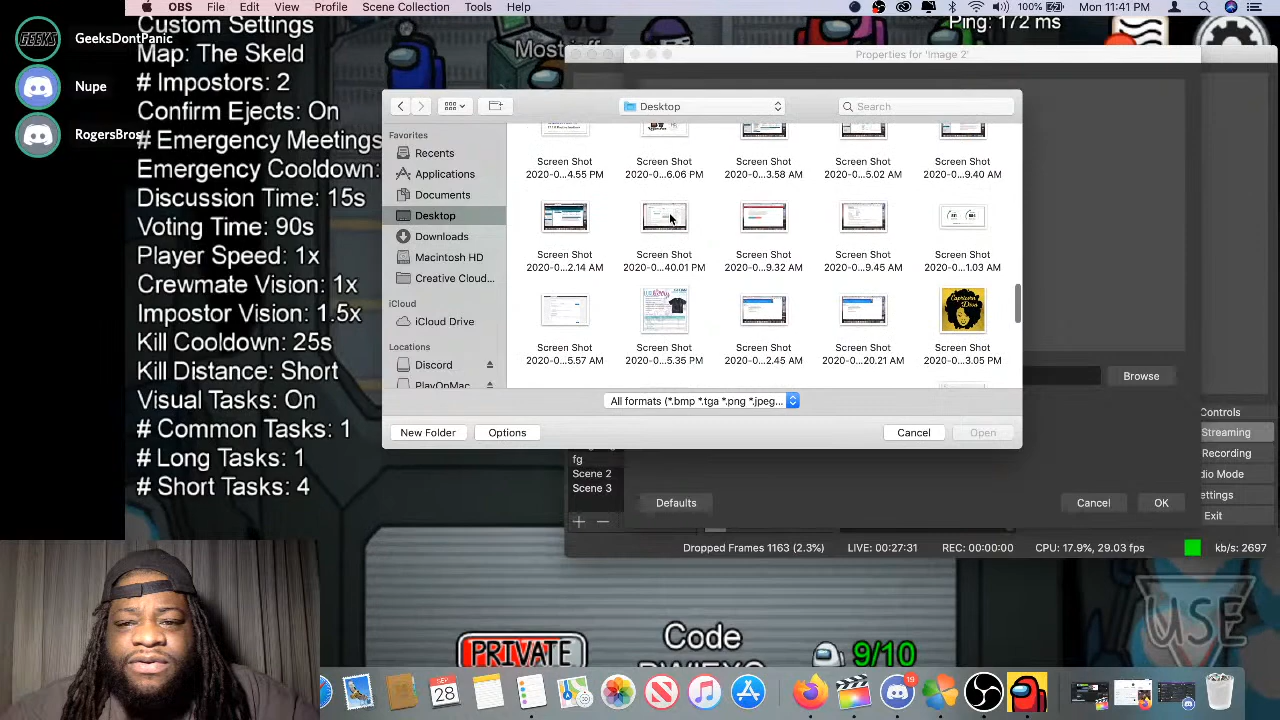 OBS File Edit View Profile Scene Collection Tools Help
100% Mon 11:41 PM
Custom Settings
Ping: 172 ms
GeeksDontPanic
Map: The Skeld
# Impostors: 2
Nupe
Confirm Ejects: On
RogersBros
# Emergency Meetings
Emergency Cooldown:
Discussion Time: 15s
Voting Time: 90s
Player Speed: 1x
Crewmate Vision: 1x
Impostor Vision: 1.5x
Kill Cooldown: 25s
Kill Distance: Short
Visual Tasks: On
# Common Tasks: 1
# Long Tasks: 1
# Short Tasks: 4
Properties for 'Image 2'
Desktop
Search
Favorites
Recents
Applications
Documents
Desktop
Downloads
Macintosh HD
Creative Cloud...
iCloud
iCloud Drive
Locations
Discord
PlayOnMac
Screen Shot Screen Shot Screen Shot Screen Shot Screen Shot
2020-0...4.55 PM 2020-0...6.06 PM 2020-0...3.58 AM 2020-0...5.02 AM 2020-0...9.40 AM
Screen Shot Screen Shot Screen Shot Screen Shot Screen Shot
2020-0...2.14 AM 2020-0...40.01 PM 2020-0...9.32 AM 2020-0...9.45 AM 2020-0...1.03 AM
Screen Shot Screen Shot Screen Shot Screen Shot Screen Shot
2020-0...5.57 AM 2020-0...5.36 PM 2020-0...2.45 AM 2020-0...20.21 AM 2020-0...3.05 PM
All formats (*.bmp *.tga *.png *.jpeg...
New Folder Options Cancel Open
Browse
Controls
Streaming
Recording
dio Mode
ettings
Exit
fg
Scene 2
Scene 3
Defaults Cancel OK
Dropped Frames 1163 (2.3%) LIVE: 00:27:31 REC: 00:00:00 CPU: 17.9%, 29.03 fps kb/s: 2697
USE
PRIVATE
Code
9/10
SEP
28
19